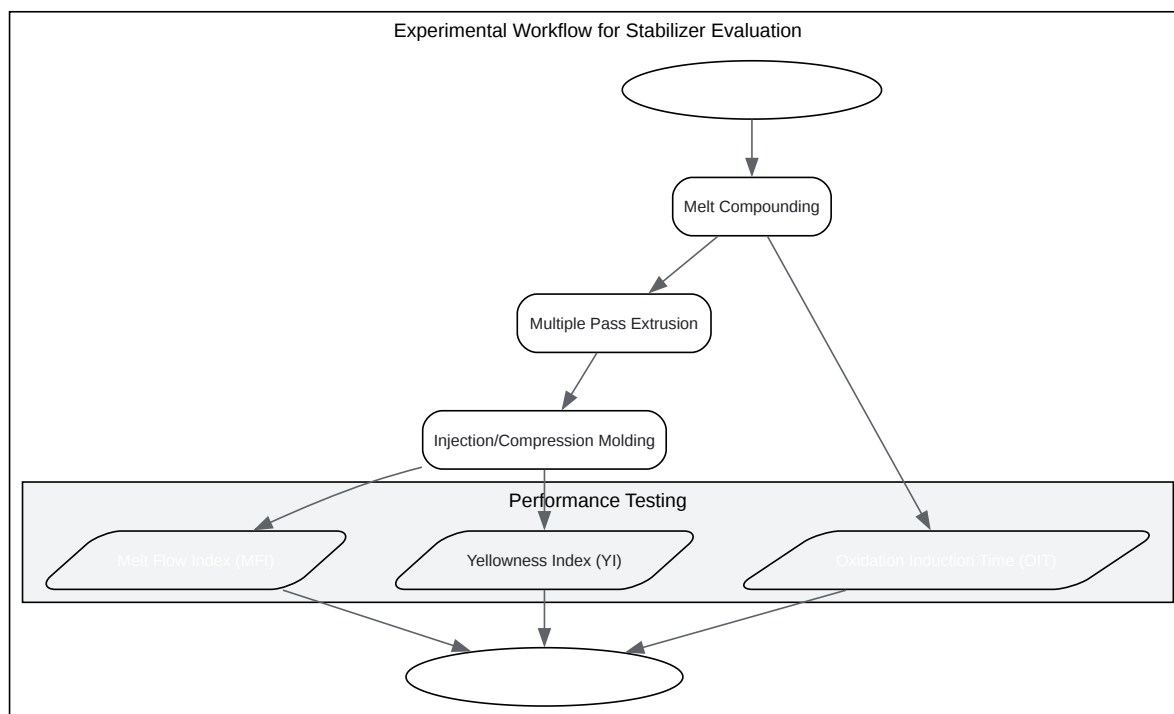 Experimental Workflow for Stabilizer Evaluation
Melt Compounding
Multiple Pass Extrusion
Injection/Compression Molding
Performance Testing
Melt Flow Index (MFI)
Yellowness Index (YI)
Oxidation Induction Time (OIT)